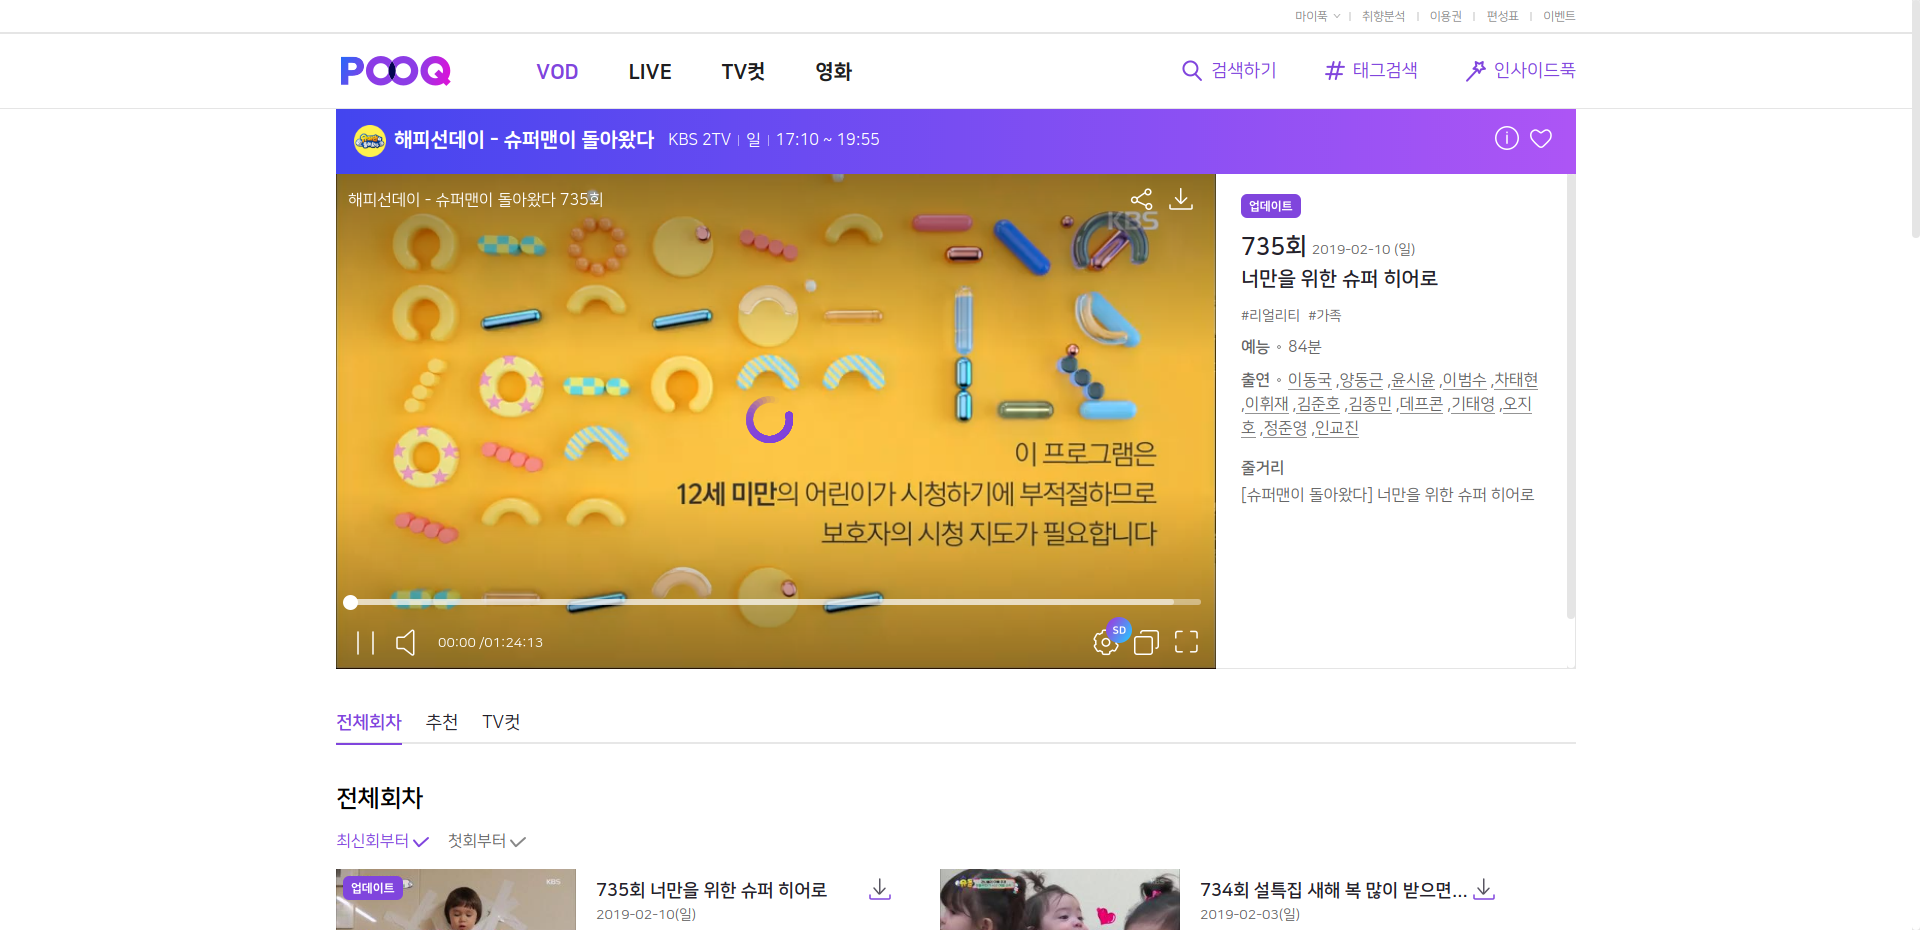 마이푹
취향분석
이용권
편성표
이벤트
POOQ
VOD
LIVE
TV컷
영화
검색하기
태그검색
인사이드푹
해피선데이 - 슈퍼맨이 돌아왔다 KBS 2TV 일 17:10 ~ 19:55
해피선데이 - 슈퍼맨이 돌아왔다 735회
KBS
15
이 프로그램은
12세 미만의 어린이가 시청하기에 부적절하므로
보호자의 시청 지도가 필요합니다
SD
00:00 /01:24:13
업데이트
735회 2019-02-10 (일)
너만을 위한 슈퍼 히어로
#리얼리티 #가족
예능 ∘ 84분
출연 ∘ 이동국 ,양동근 ,윤시윤 ,이범수 ,차태현
,이휘재 ,김준호 ,김종민 ,데프콘 ,기태영 ,오지
호 ,정준영 ,인교진
줄거리
[슈퍼맨이 돌아왔다] 너만을 위한 슈퍼 히어로
전체회차
추천
TV컷
전체회차
최신회부터
첫회부터
업데이트
KBS
735회 너만을 위한 슈퍼 히어로
2019-02-10(일)
734회 설특집 새해 복 많이 받으면...
2019-02-03(일)